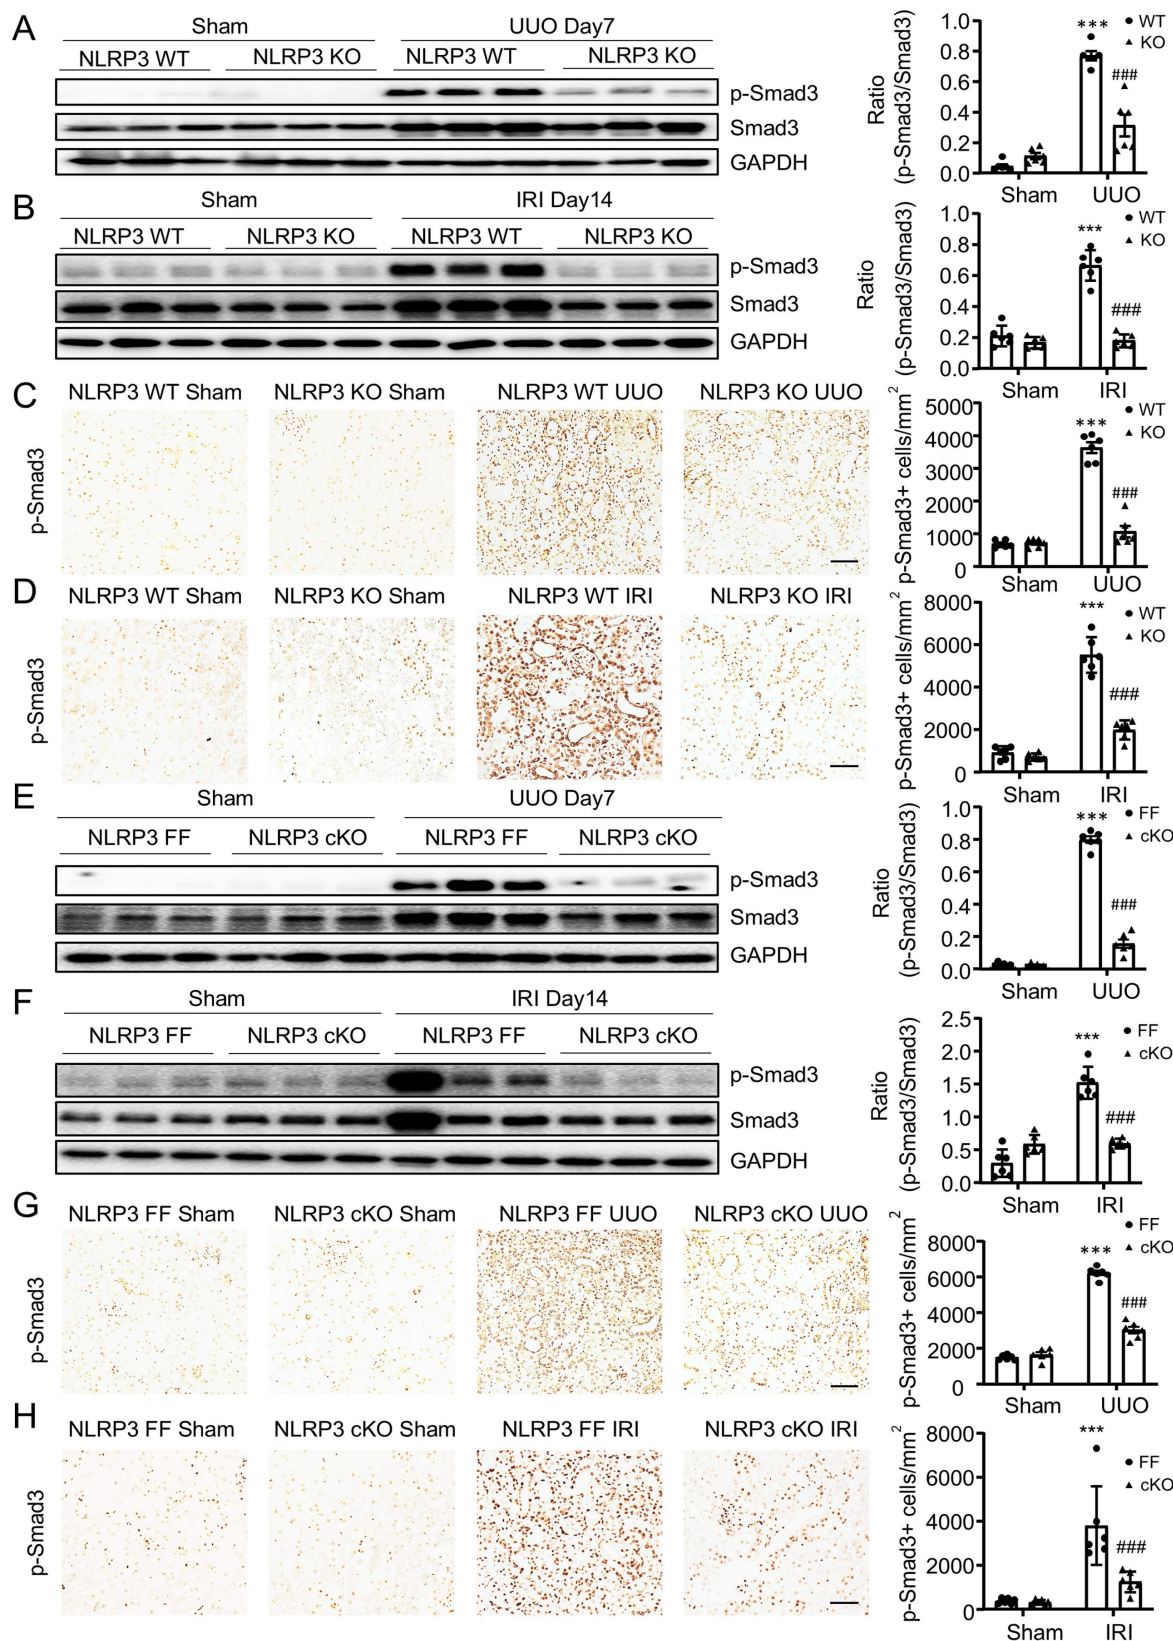 A
Sham
UUO Day7
NLRP3 WT
NLRP3 KO
NLRP3 WT
NLRP3 KO
p-Smad3
Smad3
GAPDH
Ratio
(p-Smad3/Smad3)
1.0
0.8
0.6
0.4
0.2
0.0
***
###
WT
KO
Sham
UUO
B
Sham
IRI Day14
NLRP3 WT
NLRP3 KO
NLRP3 WT
NLRP3 KO
p-Smad3
Smad3
GAPDH
Ratio
(p-Smad3/Smad3)
1.0
0.8
0.6
0.4
0.2
0.0
***
###
WT
KO
Sham
IRI
C
NLRP3 WT Sham
NLRP3 KO Sham
NLRP3 WT UUO
NLRP3 KO UUO
p-Smad3
p-Smad3+ cells/mm²
5000
4000
3000
2000
1000
0
***
###
WT
KO
Sham
UUO
D
NLRP3 WT Sham
NLRP3 KO Sham
NLRP3 WT IRI
NLRP3 KO IRI
p-Smad3
p-Smad3+ cells/mm²
8000
6000
4000
2000
0
***
###
WT
KO
Sham
IRI
E
Sham
UUO Day7
NLRP3 FF
NLRP3 cKO
NLRP3 FF
NLRP3 cKO
p-Smad3
Smad3
GAPDH
Ratio
(p-Smad3/Smad3)
1.0
0.8
0.6
0.4
0.2
0.0
***
###
FF
cKO
Sham
UUO
F
Sham
IRI Day14
NLRP3 FF
NLRP3 cKO
NLRP3 FF
NLRP3 cKO
p-Smad3
Smad3
GAPDH
Ratio
(p-Smad3/Smad3)
2.5
2.0
1.5
1.0
0.5
0.0
***
###
FF
cKO
Sham
IRI
G
NLRP3 FF Sham
NLRP3 cKO Sham
NLRP3 FF UUO
NLRP3 cKO UUO
p-Smad3
p-Smad3+ cells/mm²
8000
6000
4000
2000
0
***
###
FF
cKO
Sham
UUO
H
NLRP3 FF Sham
NLRP3 cKO Sham
NLRP3 FF IRI
NLRP3 cKO IRI
p-Smad3
p-Smad3+ cells/mm²
8000
6000
4000
2000
0
***
###
FF
cKO
Sham
IRI